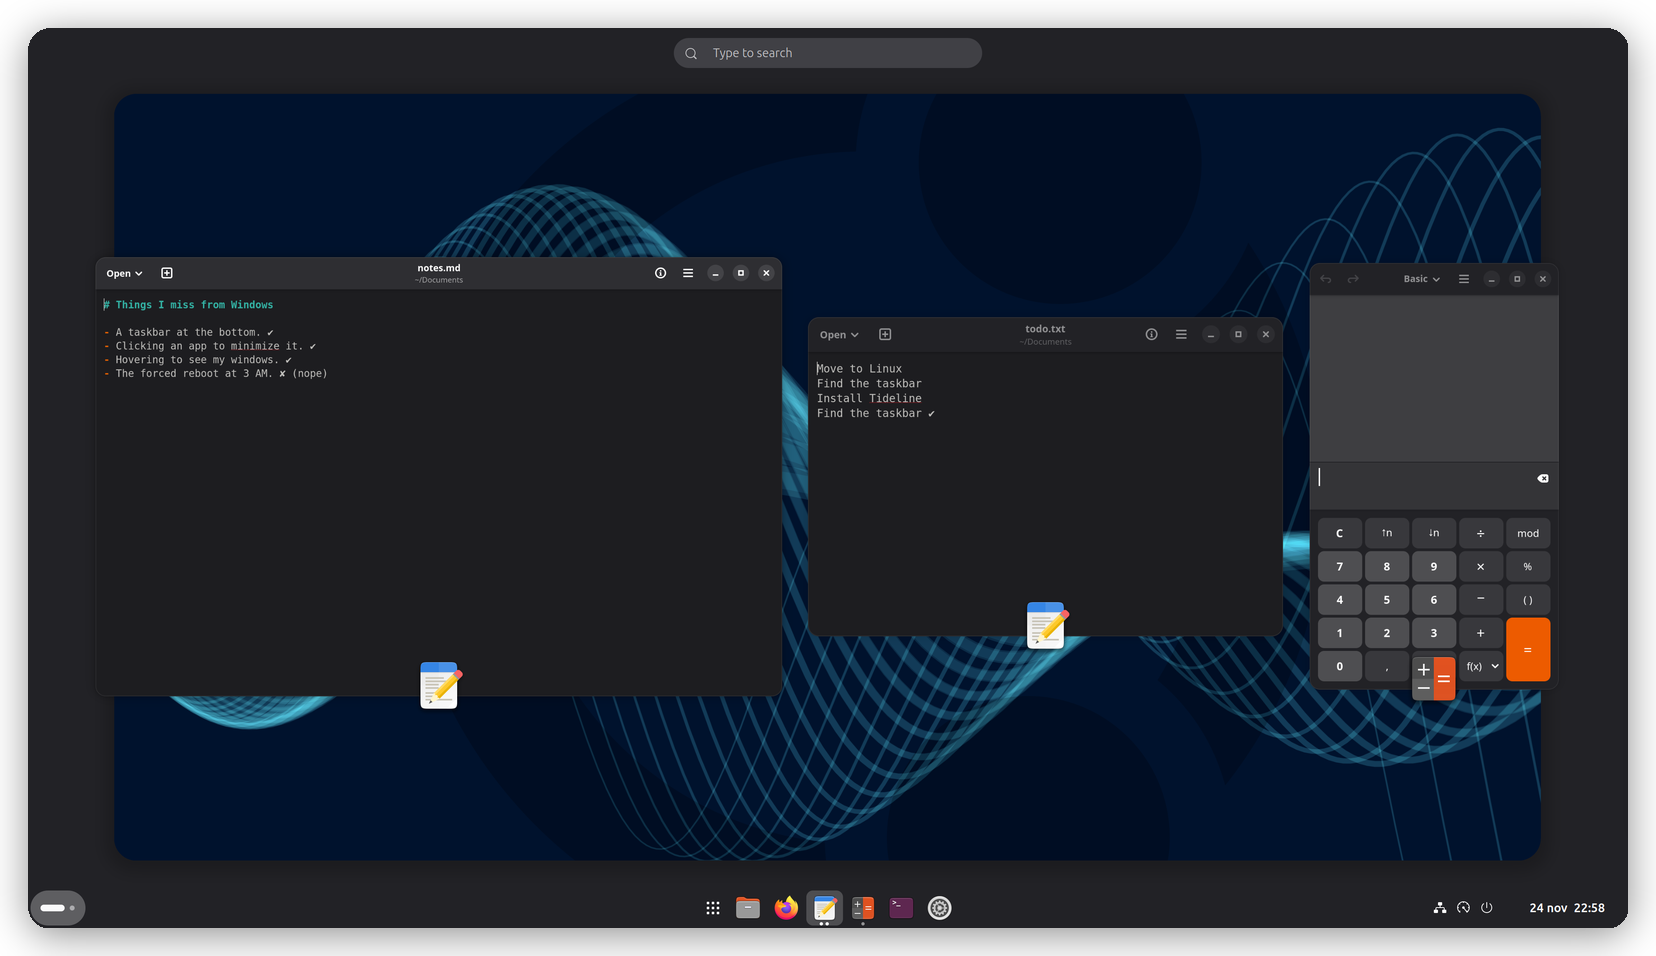 Type to search
Open
notes.md
~/Documents
# Things I miss from Windows
- A taskbar at the bottom. ✔
- Clicking an app to minimize it. ✔
- Hovering to see my windows. ✔
- The forced reboot at 3 AM. ✘ (nope)
Open
todo.txt
~/Documents
Move to Linux
Find the taskbar
Install Tideline
Find the taskbar ✔
Basic
C ↑n ↓n ÷ mod
7 8 9 × %
4 5 6 − ( )
1 2 3 +
0 , f(x) =
24 nov 22:58